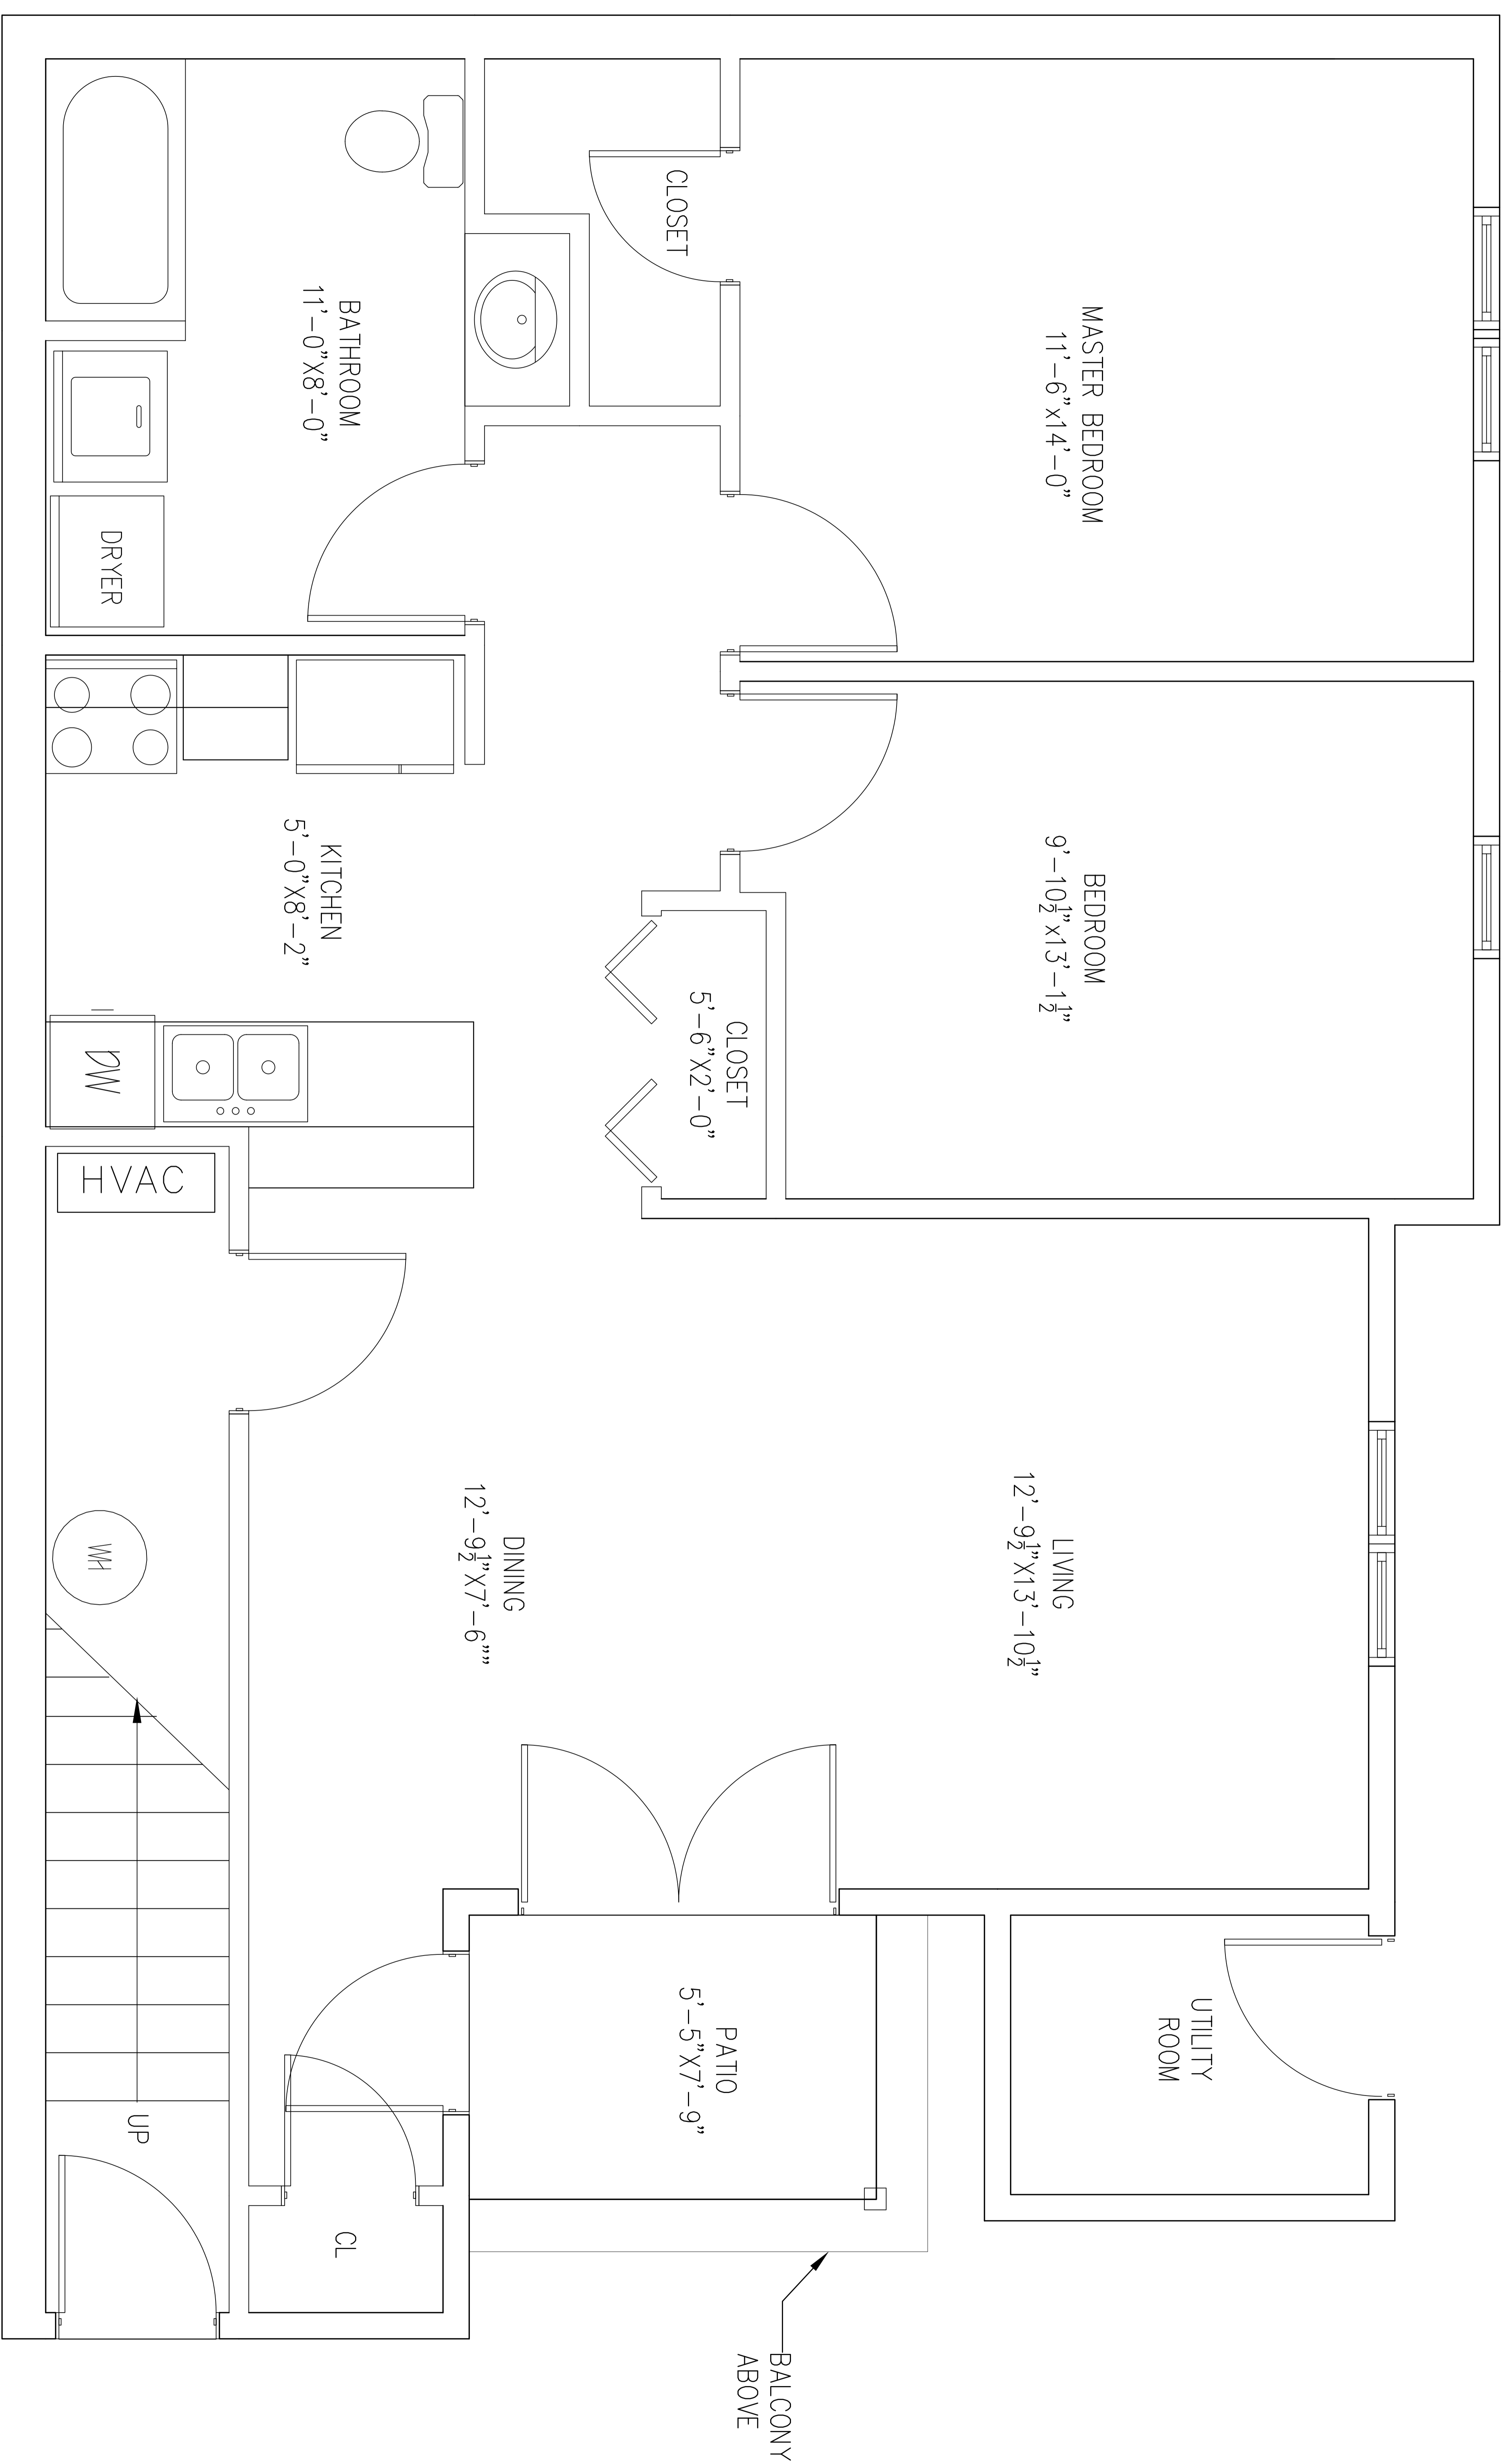 MASTER BEDROOM
11'-6"x14'-0"
BEDROOM
9'-10½"x13'-1½"
LIVING
12'-9½"X13'-10½"
UTILITY
ROOM
CLOSET
CLOSET
5'-6"X2'-0"
PATIO
5'-5"X7'-9"
BALCONY
ABOVE
DINING
12'-9½"X7'-6""
BATHROOM
11'-0"X8'-0"
KITCHEN
5'-0"X8'-2"
CL
DRYER
DW
HVAC
WH
UP